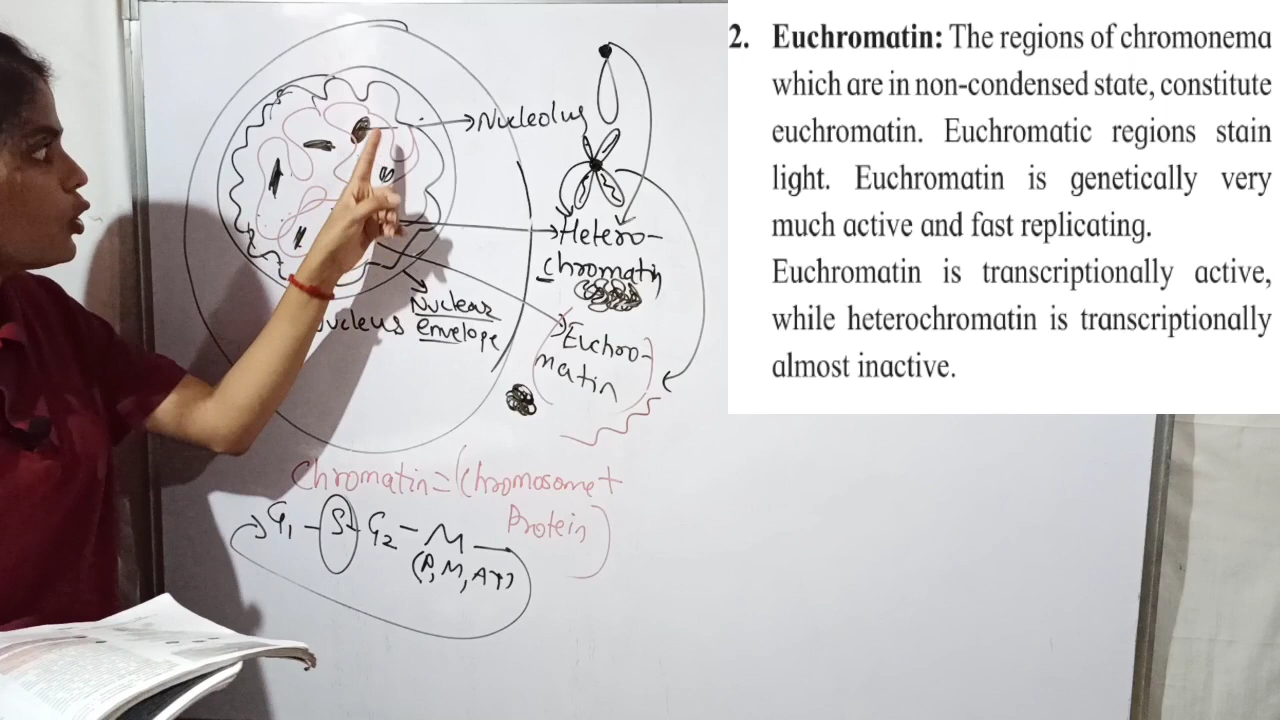 2. Euchromatin: The regions of chromonema
which are in non-condensed state, constitute
euchromatin. Euchromatic regions stain
light. Euchromatin is genetically very
much active and fast replicating.
Euchromatin is transcriptionally active,
while heterochromatin is transcriptionally
almost inactive.
Nucleolus
Hetero-
chromatin
Nuclear
envelope
ucleus
Euchro-
matin
Chromatin = (Chromosome +
Protein)
G1 - S - G2 - M